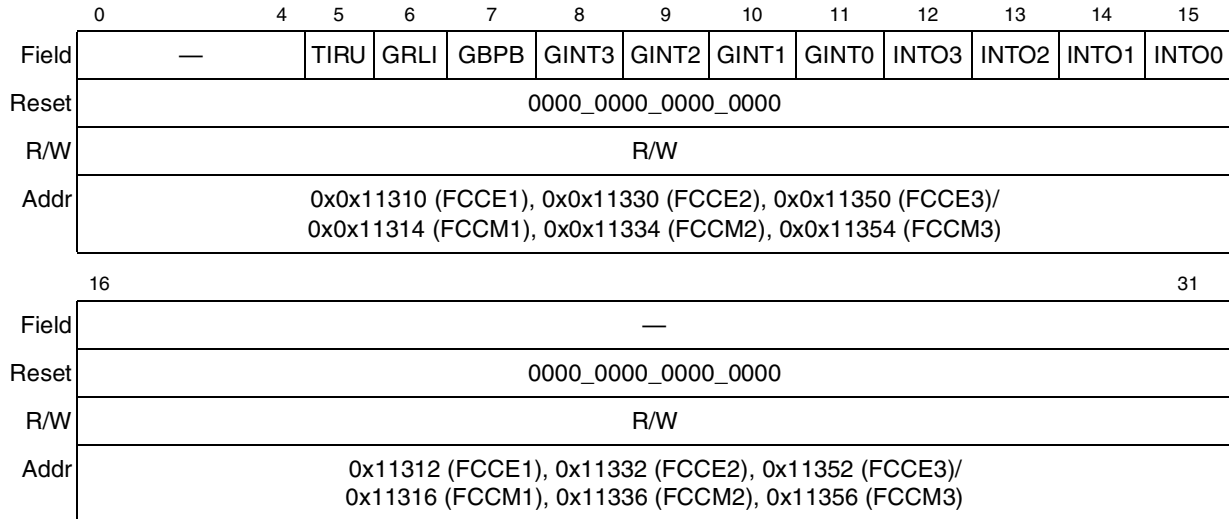 0 4 5 6 7 8 9 10 11 12 13 14 15
Field — TIRU GRLI GBPB GINT3 GINT2 GINT1 GINT0 INTO3 INTO2 INTO1 INTO0
Reset 0000_0000_0000_0000
R/W R/W
Addr 0x0x11310 (FCCE1), 0x0x11330 (FCCE2), 0x0x11350 (FCCE3)/
0x0x11314 (FCCM1), 0x0x11334 (FCCM2), 0x0x11354 (FCCM3)
16 31
Field —
Reset 0000_0000_0000_0000
R/W R/W
Addr 0x11312 (FCCE1), 0x11332 (FCCE2), 0x11352 (FCCE3)/
0x11316 (FCCM1), 0x11336 (FCCM2), 0x11356 (FCCM3)